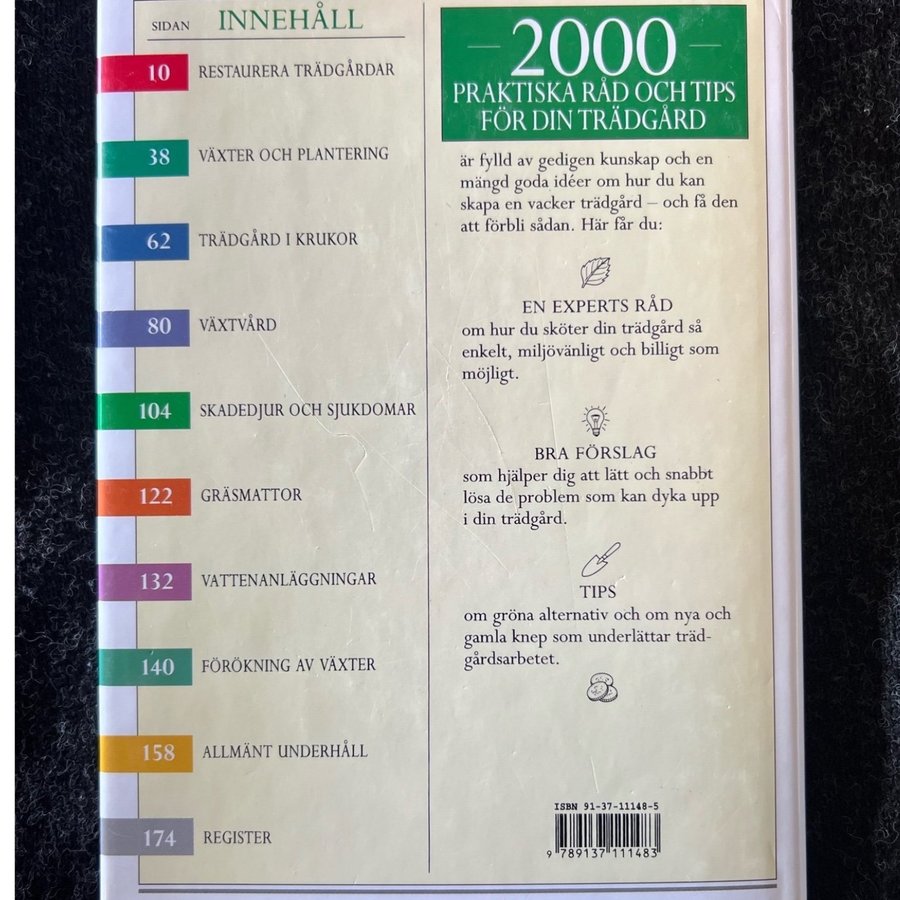 SIDAN INNEHÅLL
10 RESTAURERA TRÄDGÅRDAR
38 VÄXTER OCH PLANTERING
62 TRÄDGÅRD I KRUKOR
80 VÄXTVÅRD
104 SKADEDJUR OCH SJUKDOMAR
122 GRÄSMATTOR
132 VATTENANLÄGGNINGAR
140 FÖRÖKNING AV VÄXTER
158 ALLMÄNT UNDERHÅLL
174 REGISTER
2000
PRAKTISKA RÅD OCH TIPS
FÖR DIN TRÄDGÅRD
är fylld av gedigen kunskap och en
mängd goda idéer om hur du kan
skapa en vacker trädgård – och få den
att förbli sådan. Här får du:
EN EXPERTS RÅD
om hur du sköter din trädgård så
enkelt, miljövänligt och billigt som
möjligt.
BRA FÖRSLAG
som hjälper dig att lätt och snabbt
lösa de problem som kan dyka upp
i din trädgård.
TIPS
om gröna alternativ och om nya och
gamla knep som underlättar träd-
gårdsarbetet.
ISBN 91-37-11148-5
9 789137 111483